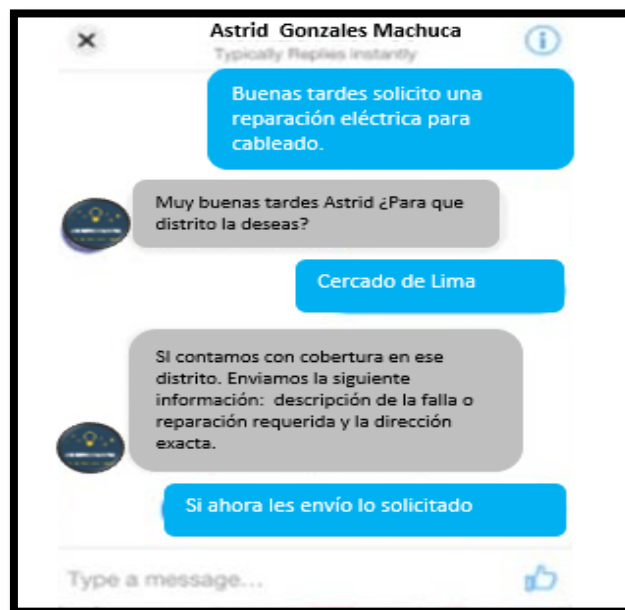 Astrid  Gonzales Machuca
Typically Replies Instantly
Buenas tardes solicito una
reparación eléctrica para
cableado.
Muy buenas tardes Astrid ¿Para que
distrito la deseas?
Cercado de Lima
SI contamos con cobertura en ese
distrito. Enviamos la siguiente
información:  descripción de la falla o
reparación requerida y la dirección
exacta.
Si ahora les envío lo solicitado
Type a message...